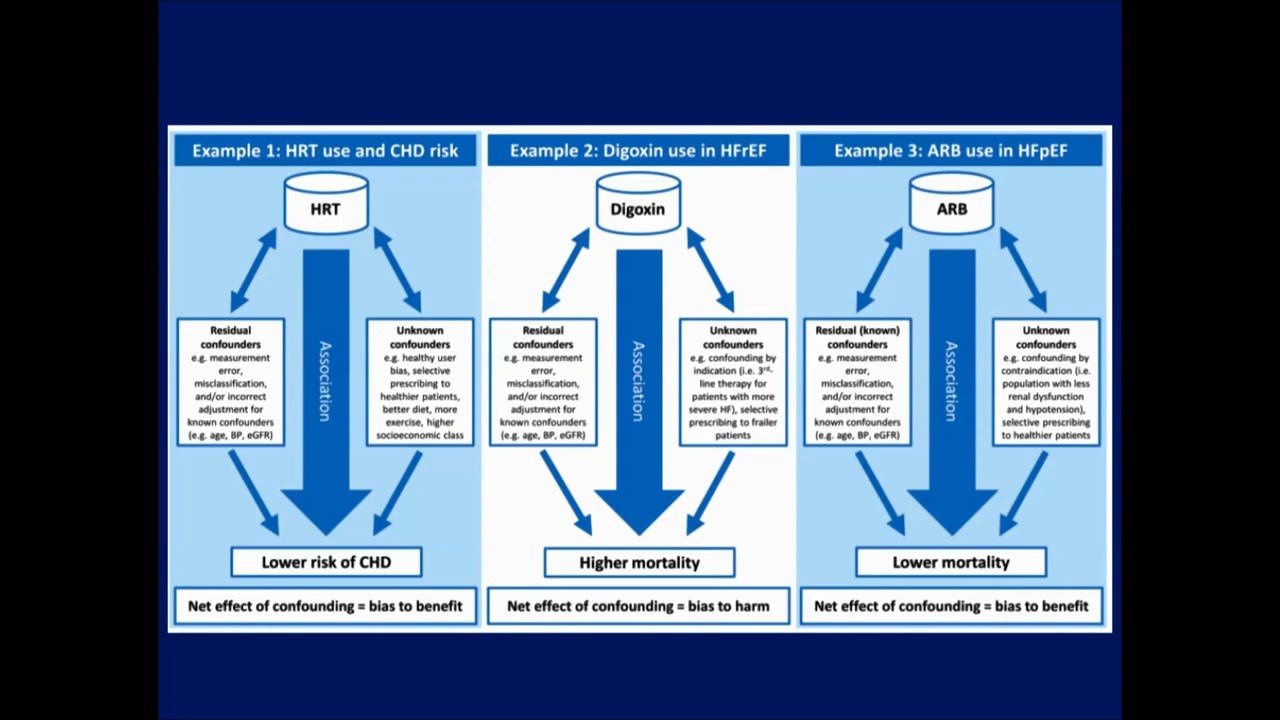 Example 1: HRT use and CHD risk
HRT
Association
Residual
confounders
e.g. measurement
error,
misclassification,
and/or incorrect
adjustment for
known confounders
(e.g. age, BP, eGFR)
Unknown
confounders
e.g. healthy user
bias, selective
prescribing to
healthier patients,
better diet, more
exercise, higher
socioeconomic class
Lower risk of CHD
Net effect of confounding = bias to benefit
Example 2: Digoxin use in HFrEF
Digoxin
Association
Residual
confounders
e.g. measurement
error,
misclassification,
and/or incorrect
adjustment for
known confounders
(e.g. age, BP, eGFR)
Unknown
confounders
e.g. confounding by
indication (i.e. 3rd-
line therapy for
patients with more
severe HF), selective
prescribing to frailer
patients
Higher mortality
Net effect of confounding = bias to harm
Example 3: ARB use in HFpEF
ARB
Association
Residual (known)
confounders
e.g. measurement
error,
misclassification,
and/or incorrect
adjustment for
known confounders
(e.g. age, BP, eGFR)
Unknown
confounders
e.g. confounding by
contraindication (i.e.
population with less
renal dysfunction
and hypotension),
selective prescribing
to healthier patients
Lower mortality
Net effect of confounding = bias to benefit